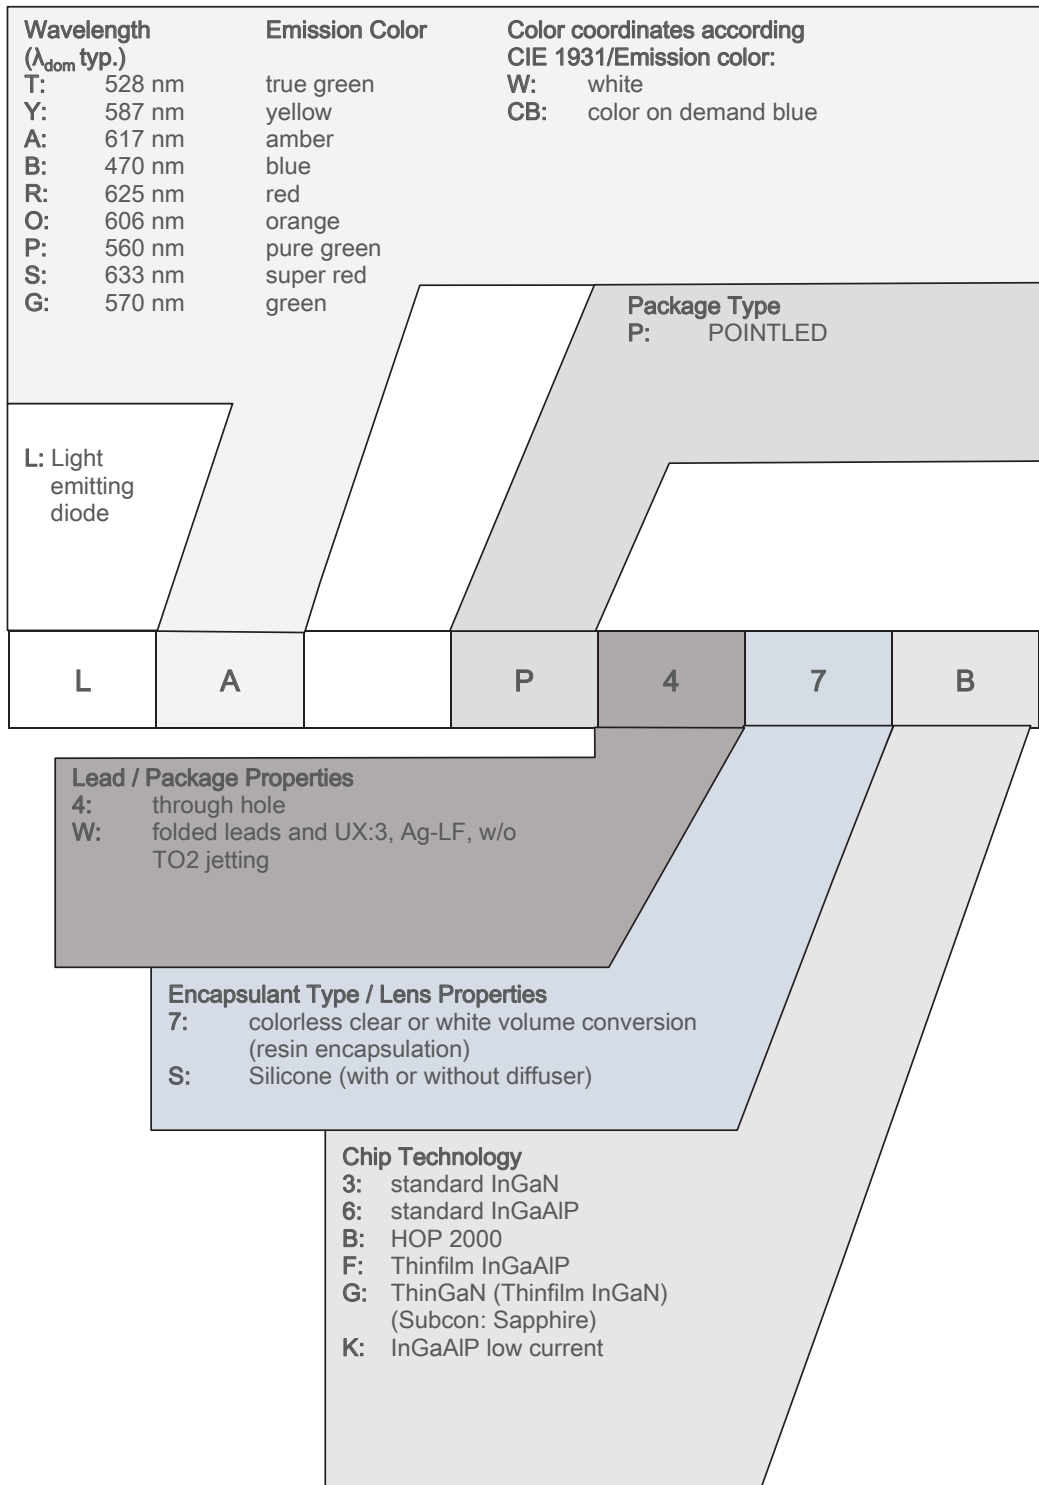 Wavelength Emission Color Color coordinates according
(λdom typ.) CIE 1931/Emission color:
T: 528 nm true green W: white
Y: 587 nm yellow CB: color on demand blue
A: 617 nm amber
B: 470 nm blue
R: 625 nm red
O: 606 nm orange
P: 560 nm pure green
S: 633 nm super red
G: 570 nm green
Package Type
P: POINTLED
L: Light
emitting
diode
L A P 4 7 B
Lead / Package Properties
4: through hole
W: folded leads and UX:3, Ag-LF, w/o
TO2 jetting
Encapsulant Type / Lens Properties
7: colorless clear or white volume conversion
(resin encapsulation)
S: Silicone (with or without diffuser)
Chip Technology
3: standard InGaN
6: standard InGaAlP
B: HOP 2000
F: Thinfilm InGaAlP
G: ThinGaN (Thinfilm InGaN)
(Subcon: Sapphire)
K: InGaAlP low current